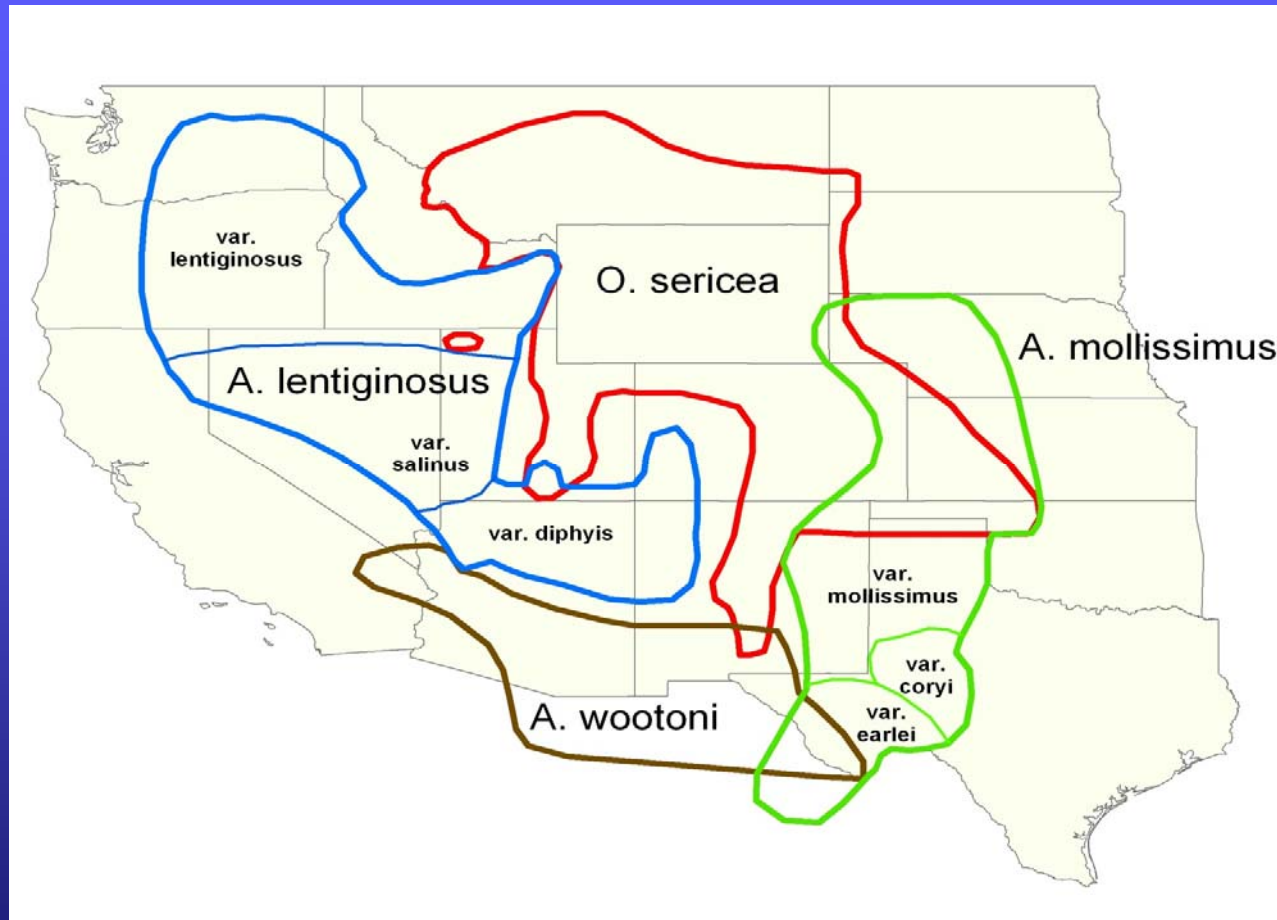 var.
lentiginosus
O. sericea
A. mollissimus
A. lentiginosus
var.
salinus
var. diphyis
var.
mollissimus
var.
coryi
var.
earlei
A. wootoni